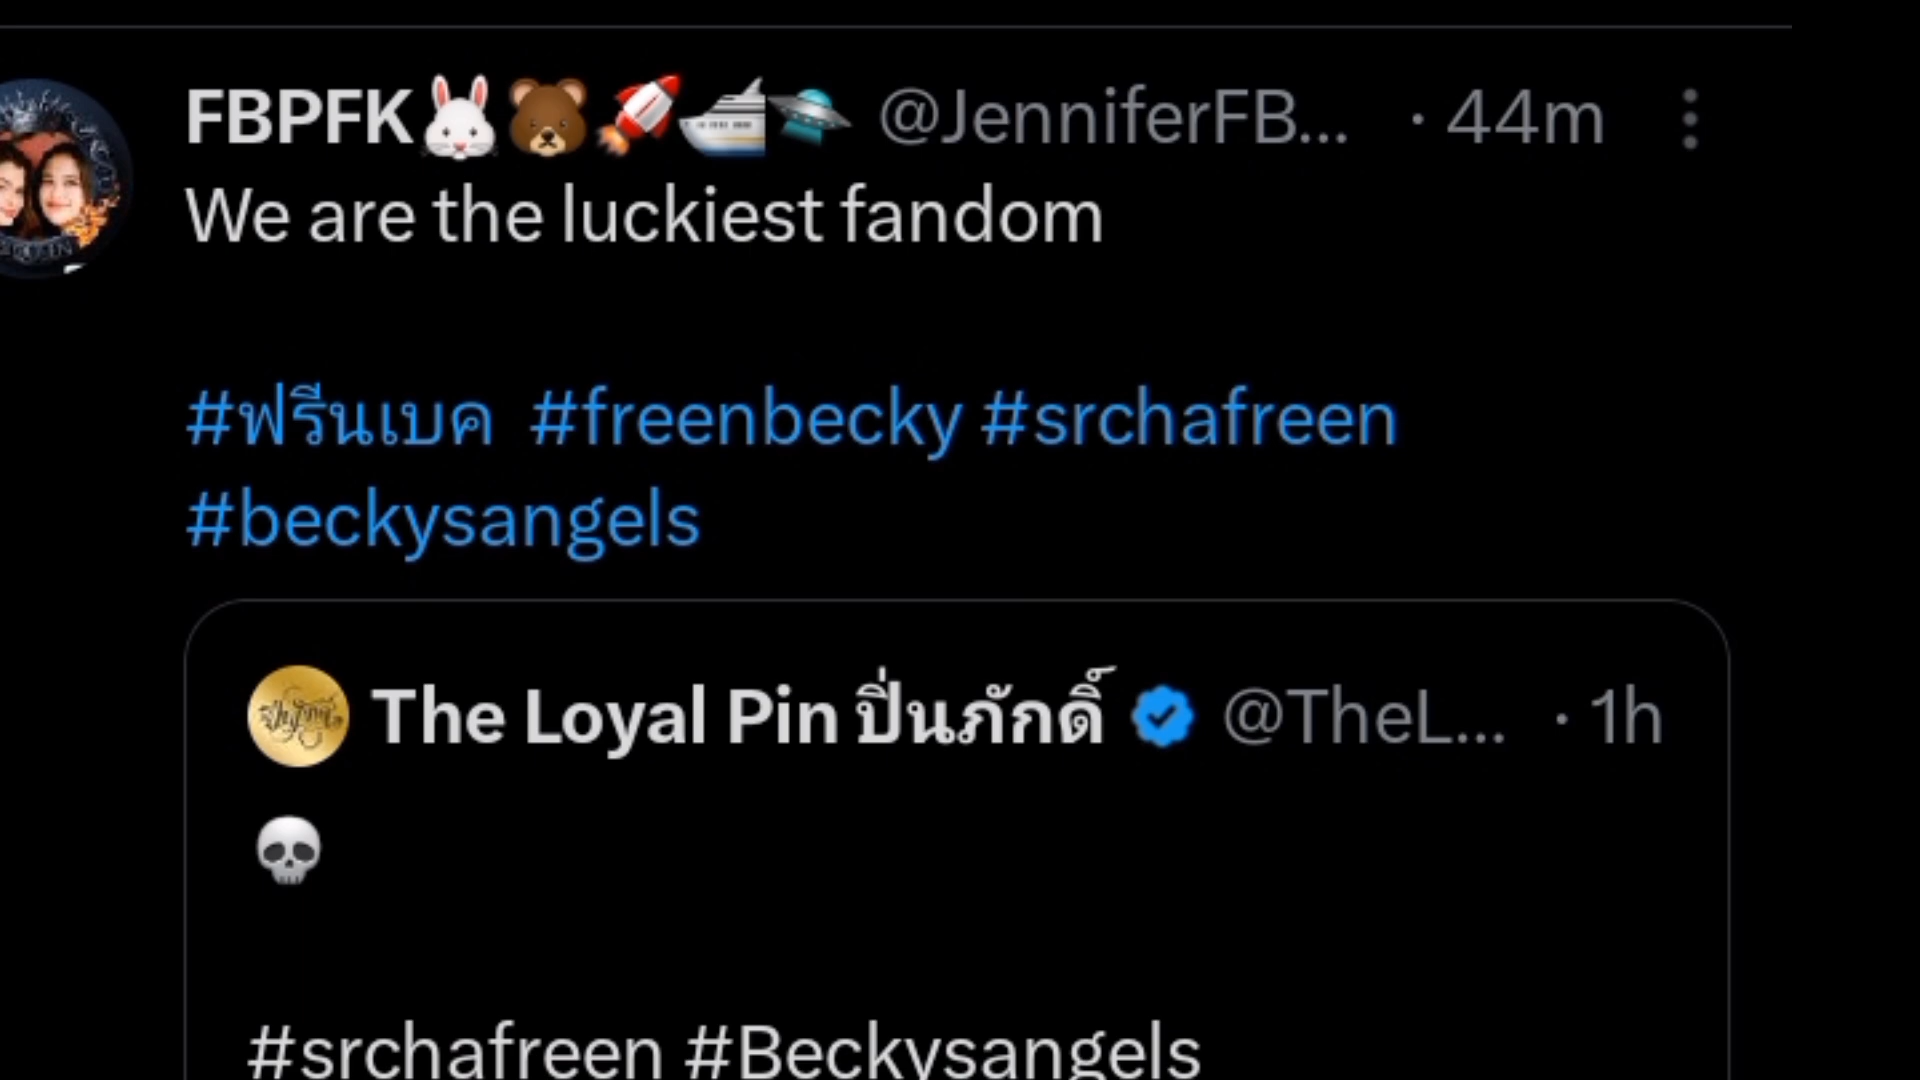 FBPFK🐰🐻🚀🛳️🛸 @JenniferFB... · 44m
We are the luckiest fandom
#ฟรีนเบค #freenbecky #srchafreen
#beckysangels
The Loyal Pin ปิ่นภักดิ์ @TheL... · 1h
💀
#srchafreen #Beckysangels